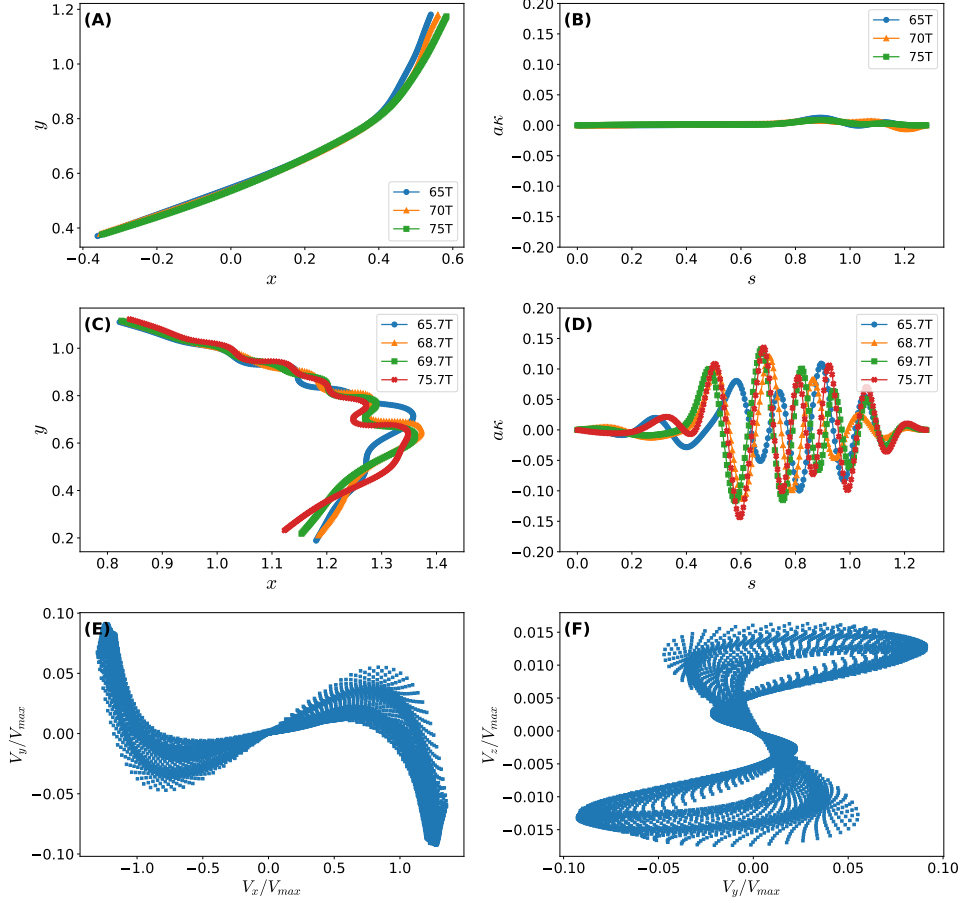 (A)
1.2
1.0
0.8
0.6
0.4
y
65T
70T
75T
−0.4
−0.2
0.0
0.2
0.4
0.6
x
(B)
0.20
0.15
0.10
0.05
0.00
−0.05
−0.10
−0.15
−0.20
aκ
65T
70T
75T
0.0
0.2
0.4
0.6
0.8
1.0
1.2
s
(C)
1.0
0.8
0.6
0.4
0.2
y
65.7T
68.7T
69.7T
75.7T
0.8
0.9
1.0
1.1
1.2
1.3
1.4
x
(D)
0.20
0.15
0.10
0.05
0.00
−0.05
−0.10
−0.15
−0.20
aκ
65.7T
68.7T
69.7T
75.7T
0.0
0.2
0.4
0.6
0.8
1.0
1.2
s
(E)
0.10
0.05
0.00
−0.05
−0.10
V_y/V_max
−1.0
−0.5
0.0
0.5
1.0
V_x/V_max
(F)
0.015
0.010
0.005
0.000
−0.005
−0.010
−0.015
V_z/V_max
−0.10
−0.05
0.00
0.05
0.10
V_y/V_max